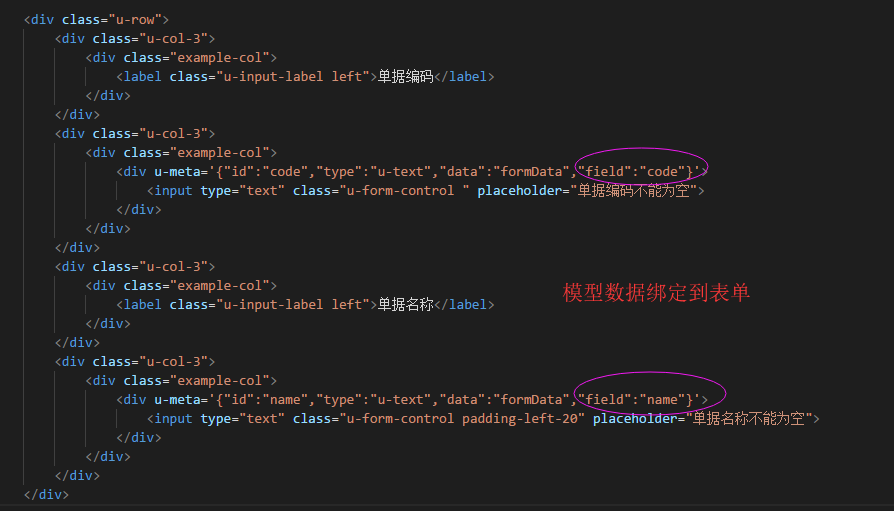 <div class="u-row">
<div class="u-col-3">
<div class="example-col">
<label class="u-input-label left">单据编码</label>
</div>
</div>
<div class="u-col-3">
<div class="example-col">
<div u-meta='{"id":"code","type":"u-text","data":"formData","field":"code"}'>
<input type="text" class="u-form-control " placeholder="单据编码不能为空">
</div>
</div>
</div>
<div class="u-col-3">
<div class="example-col">
<label class="u-input-label left">单据名称</label>
模型数据绑定到表单
</div>
</div>
<div class="u-col-3">
<div class="example-col">
<div u-meta='{"id":"name","type":"u-text","data":"formData","field":"name"}'>
<input type="text" class="u-form-control padding-left-20" placeholder="单据名称不能为空">
</div>
</div>
</div>
</div>